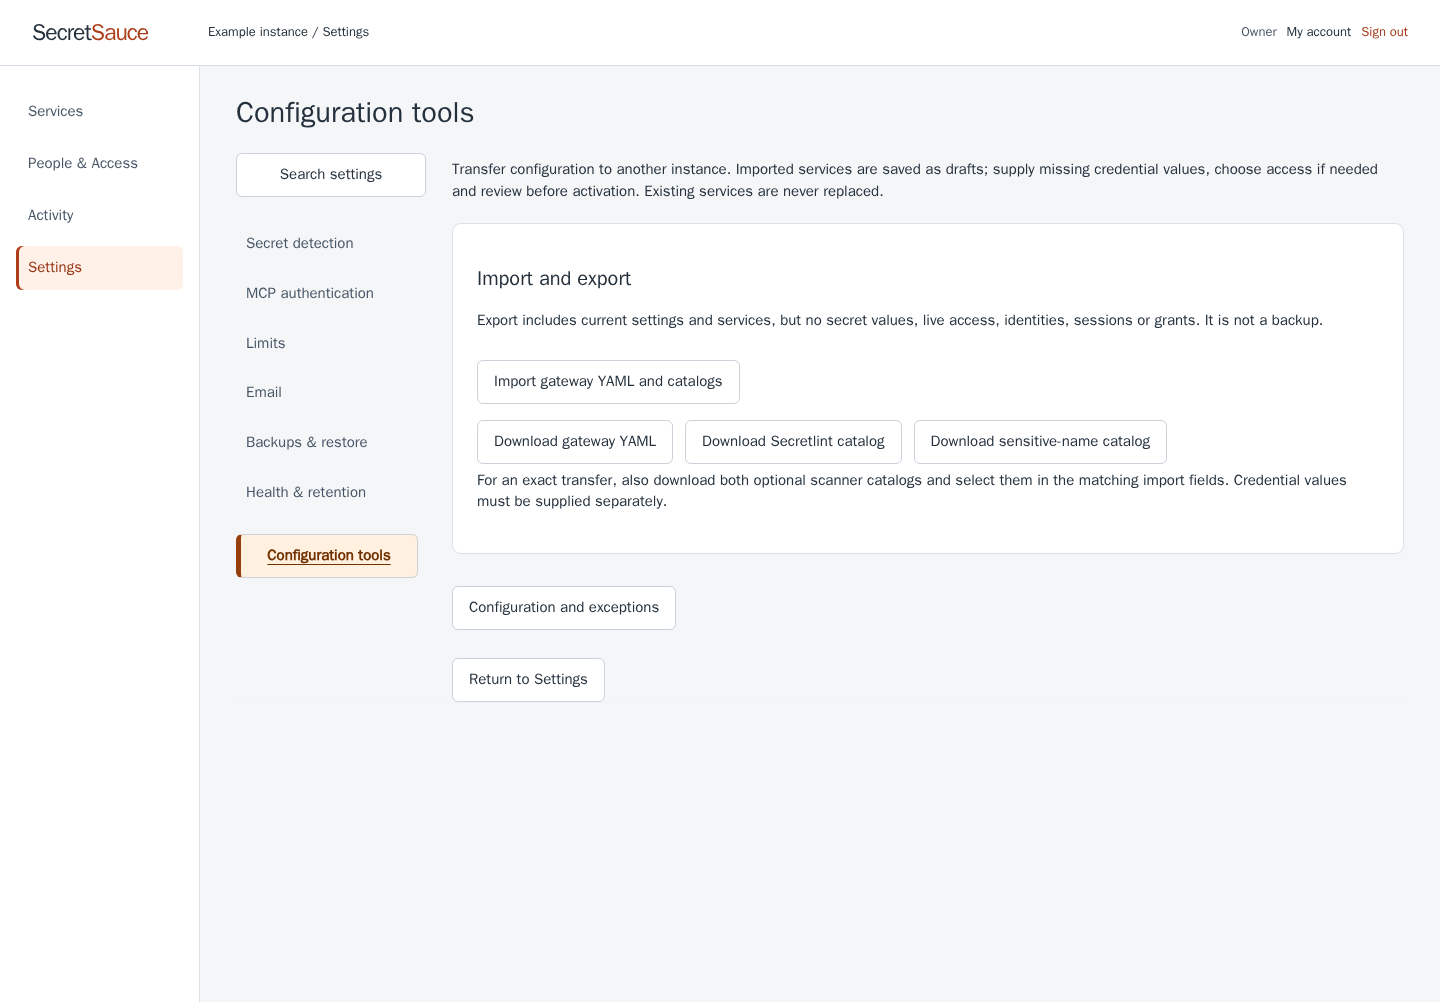 SecretSauce
Example instance / Settings
Owner My account Sign out
Services
People & Access
Activity
Settings
Configuration tools
Search settings
Secret detection
MCP authentication
Limits
Email
Backups & restore
Health & retention
Configuration tools
Transfer configuration to another instance. Imported services are saved as drafts; supply missing credential values, choose access if needed
and review before activation. Existing services are never replaced.
Import and export
Export includes current settings and services, but no secret values, live access, identities, sessions or grants. It is not a backup.
Import gateway YAML and catalogs
Download gateway YAML Download Secretlint catalog Download sensitive-name catalog
For an exact transfer, also download both optional scanner catalogs and select them in the matching import fields. Credential values
must be supplied separately.
Configuration and exceptions
Return to Settings